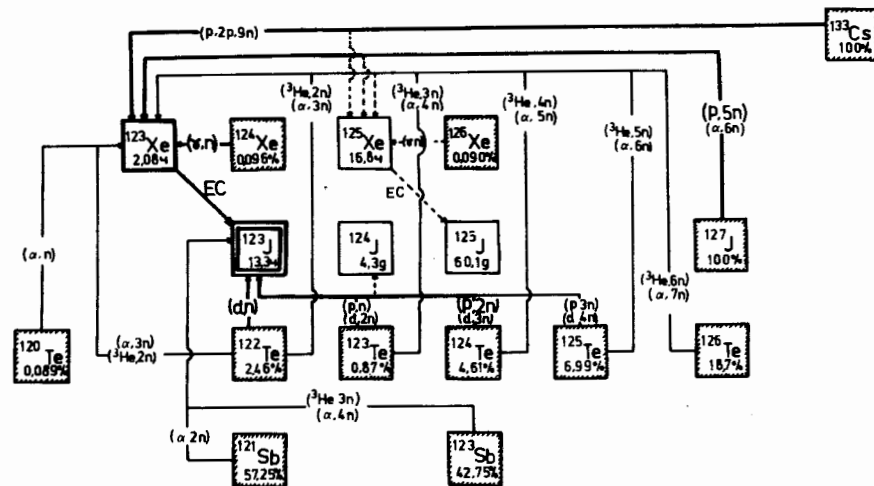 (p,2p,9n)
¹³³Cs
100%
(³He,2n)
(α,3n)
(³He,3n)
(α,4n)
(³He,4n)
(α,5n)
(³He,5n)
(α,6n)
(p,5n)
(α,6n)
¹²³Xe
2,08ч
(γ,n)
¹²⁴Xe
0,096%
¹²⁵Xe
16,8ч
(γ,n)
¹²⁶Xe
0,090%
EC
EC
(α,n)
¹²³J
13,3ч
¹²⁴J
4,3g
¹²⁵J
60,1g
¹²⁷J
100%
(³He,6n)
(α,7n)
(d,n)
(p,n)
(d,2n)
(p,2n)
(d,3n)
(p,3n)
(d,4n)
¹²⁰Te
0,089%
(α,3n)
(³He,2n)
¹²²Te
2,46%
¹²³Te
0,87%
¹²⁴Te
4,61%
¹²⁵Te
6,99%
¹²⁶Te
18,7%
(³He 3n)
(α,4n)
(α 2n)
¹²¹Sb
57,25%
¹²³Sb
42,75%